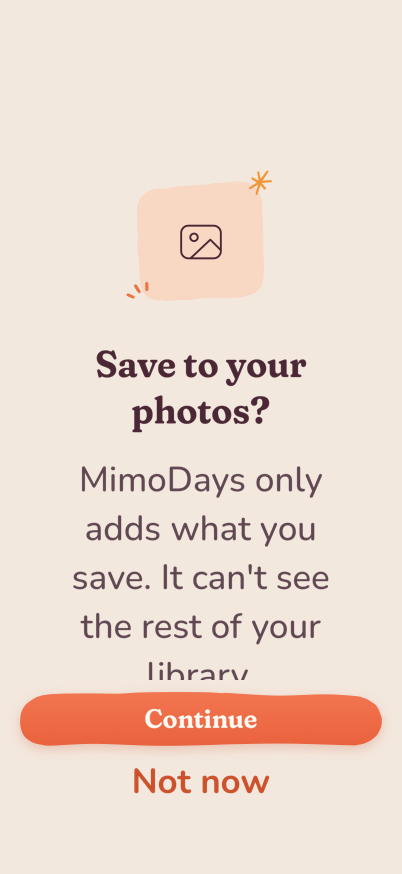 Save to your
photos?
MimoDays only
adds what you
save. It can't see
the rest of your
library
Continue
Not now